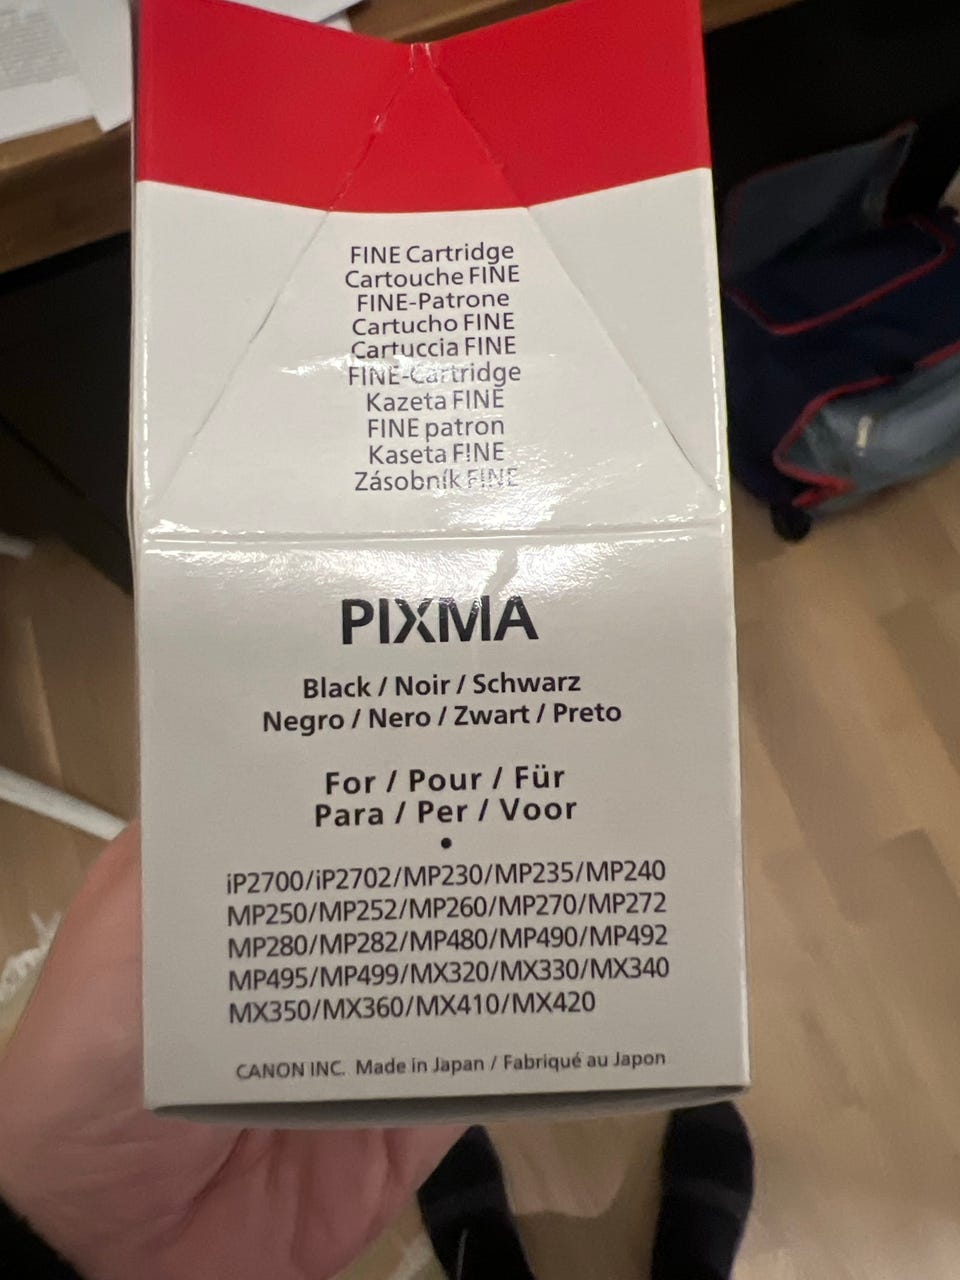 FINE Cartridge
Cartouche FINE
FINE-Patrone
Cartucho FINE
Cartuccia FINE
FINE-Cartridge
Kazeta FINE
FINE patron
Kaseta FINE
Zásobník FINE
PIXMA
Black / Noir / Schwarz
Negro / Nero / Zwart / Preto
For / Pour / Für
Para / Per / Voor
•
iP2700/iP2702/MP230/MP235/MP240
MP250/MP252/MP260/MP270/MP272
MP280/MP282/MP480/MP490/MP492
MP495/MP499/MX320/MX330/MX340
MX350/MX360/MX410/MX420
CANON INC. Made in Japan / Fabriqué au Japon